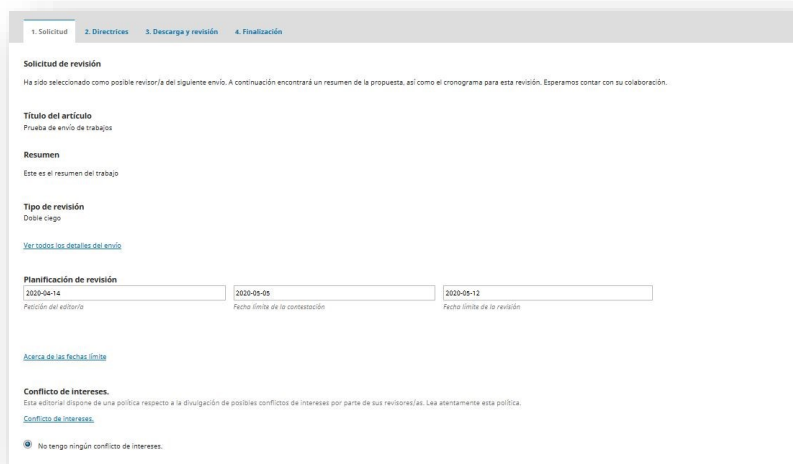 1. Solicitud 2. Directrices 3. Descarga y revisión 4. Finalización
Solicitud de revisión
Ha sido seleccionado como posible revisor/a del siguiente envío. A continuación encontrará un resumen de la propuesta, así como el cronograma para esta revisión. Esperamos contar con su colaboración.
Título del artículo
Prueba de envío de trabajos
Resumen
Este es el resumen del trabajo
Tipo de revisión
Doble ciego
Ver todos los detalles del envío
Planificación de revisión
2020-04-14 2020-05-05 2020-05-12
Petición del editor/a Fecha límite de la contestación Fecha límite de la revisión
Acerca de las fechas límite
Conflicto de intereses.
Esta editorial dispone de una política respecto a la divulgación de posibles conflictos de intereses por parte de sus revisores/as. Lea atentamente esta política.
Conflicto de intereses.
No tengo ningún conflicto de intereses.